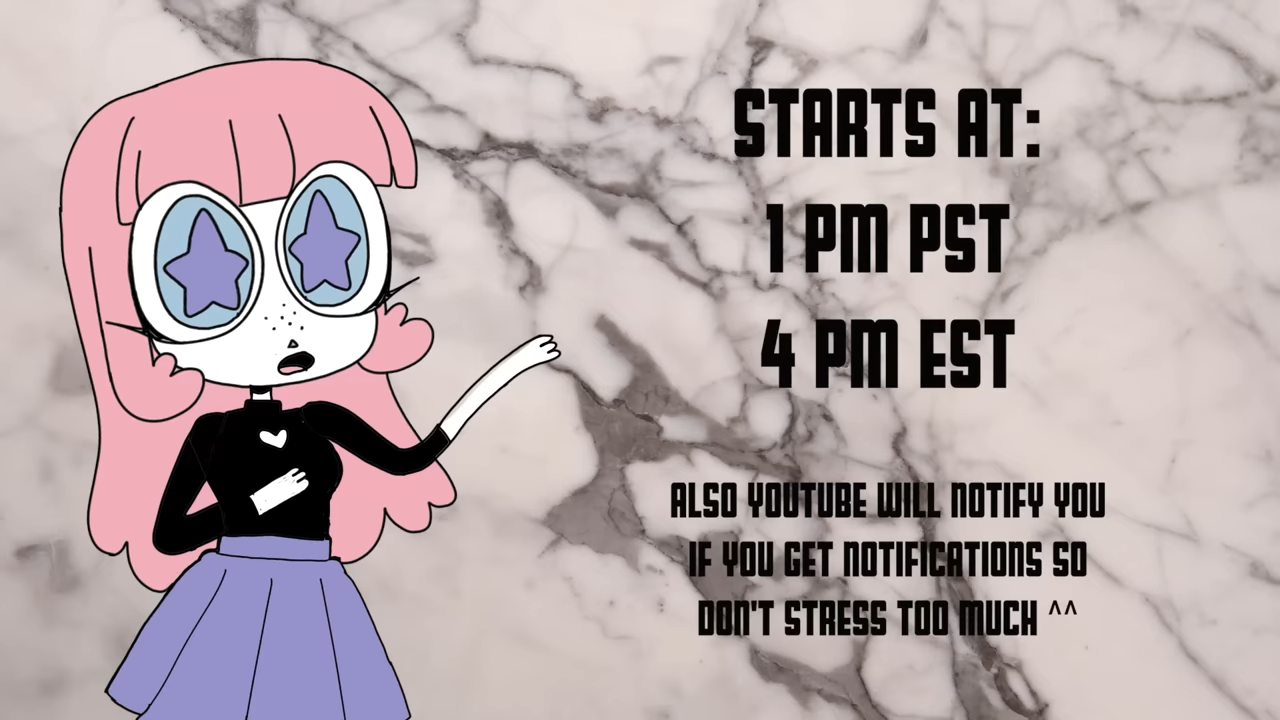 STARTS AT:
1 PM PST
4 PM EST
ALSO YOUTUBE WILL NOTIFY YOU
IF YOU GET NOTIFICATIONS SO
DON'T STRESS TOO MUCH ^^